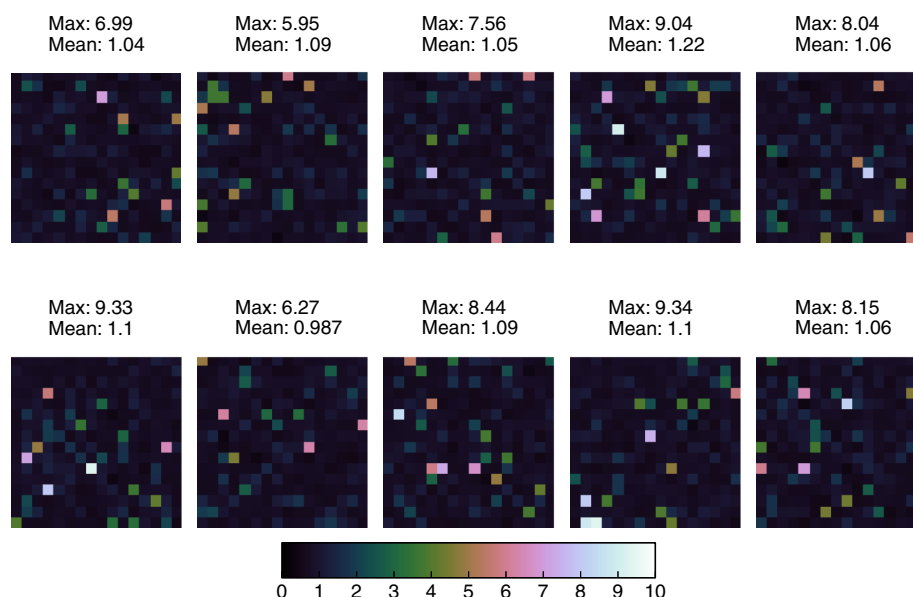 Max: 6.99
Mean: 1.04
Max: 5.95
Mean: 1.09
Max: 7.56
Mean: 1.05
Max: 9.04
Mean: 1.22
Max: 8.04
Mean: 1.06
Max: 9.33
Mean: 1.1
Max: 6.27
Mean: 0.987
Max: 8.44
Mean: 1.09
Max: 9.34
Mean: 1.1
Max: 8.15
Mean: 1.06
0 1 2 3 4 5 6 7 8 9 10